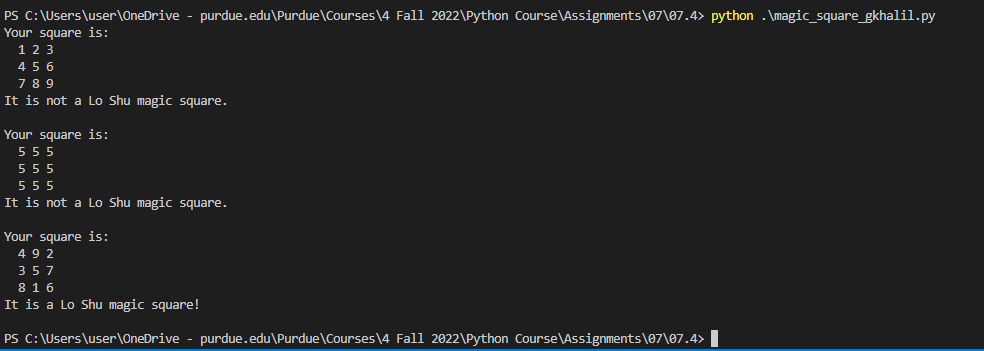 PS C:\Users\user\OneDrive - purdue.edu\Purdue\Courses\4 Fall 2022\Python Course\Assignments\07\07.4> python .\magic_square_gkhalil.py
Your square is:
  1 2 3
  4 5 6
  7 8 9
It is not a Lo Shu magic square.

Your square is:
  5 5 5
  5 5 5
  5 5 5
It is not a Lo Shu magic square.

Your square is:
  4 9 2
  3 5 7
  8 1 6
It is a Lo Shu magic square!

PS C:\Users\user\OneDrive - purdue.edu\Purdue\Courses\4 Fall 2022\Python Course\Assignments\07\07.4>